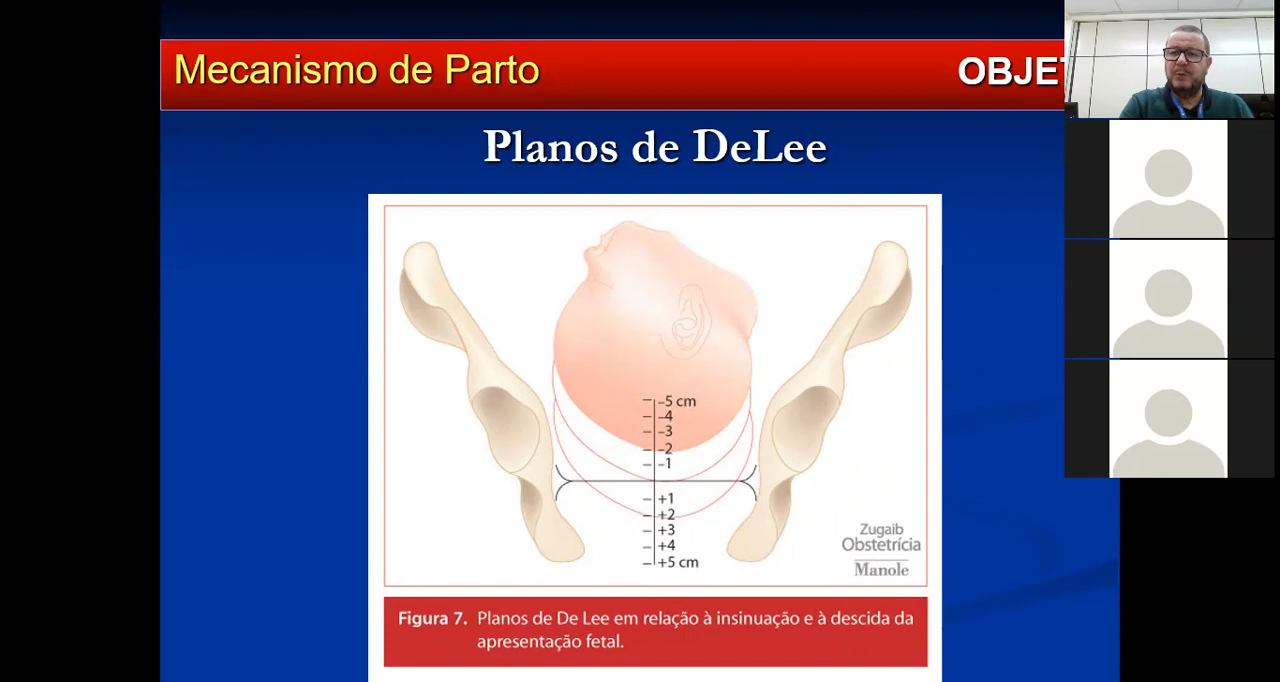 Mecanismo de Parto
OBJE
Planos de DeLee
–5 cm
–4
–3
–2
–1
+1
+2
+3
+4
+5 cm
Zugaib
Obstetrícia
Manole
Figura 7. Planos de De Lee em relação à insinuação e à descida da
apresentação fetal.